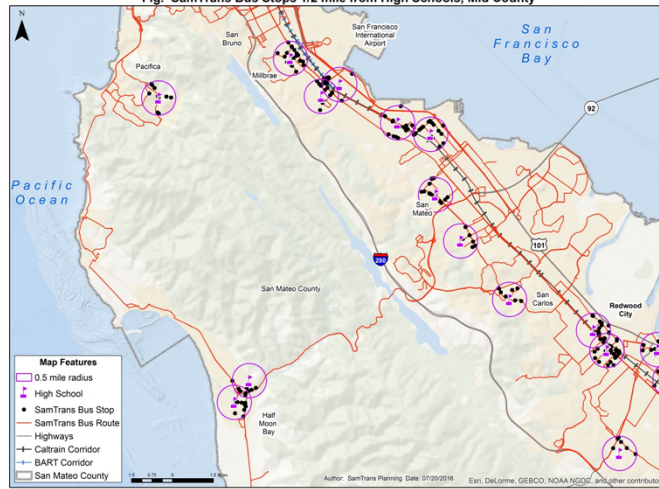 Fig. SamTrans Bus Stops 1/2 mile from High Schools, Mid County
San Francisco
International
Airport
San
Francisco
Bay
San
Bruno
Pacifica
Millbrae
92
Pacific
Ocean
San
Mateo
101
280
San Mateo County
San
Carlos
Redwood
City
Half
Moon
Bay
Map Features
0.5 mile radius
High School
SamTrans Bus Stop
SamTrans Bus Route
Highways
Caltrain Corridor
BART Corridor
San Mateo County
Author: SamTrans Planning Date: 07/20/2016
Esri, DeLorme, GEBCO, NOAA NGDC, and other contributor